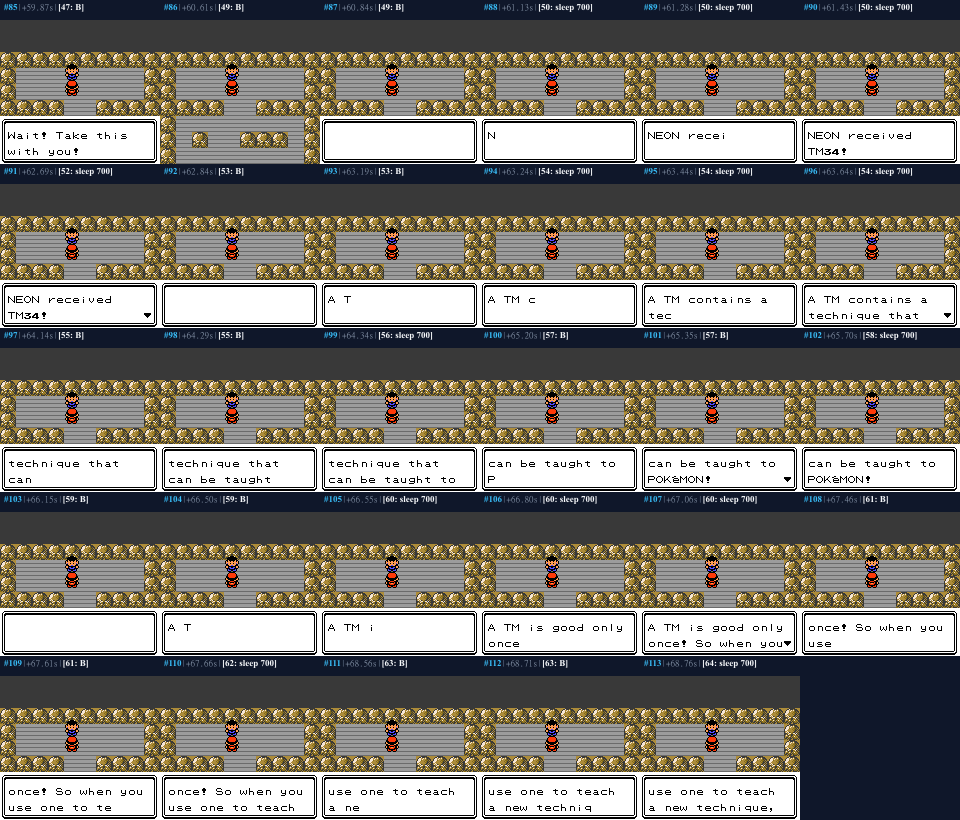 #85 | +59.87s | [47: B]
#86 | +60.61s | [49: B]
#87 | +60.84s | [49: B]
#88 | +61.13s | [50: sleep 700]
#89 | +61.28s | [50: sleep 700]
#90 | +61.43s | [50: sleep 700]
Wait! Take this
with you!
N
NEON recei
NEON received
TM34!
#91 | +62.69s | [52: sleep 700]
#92 | +62.84s | [53: B]
#93 | +63.19s | [53: B]
#94 | +63.24s | [54: sleep 700]
#95 | +63.44s | [54: sleep 700]
#96 | +63.64s | [54: sleep 700]
NEON received
TM34!
A T
A TM c
A TM contains a
tec
A TM contains a
technique that
#97 | +64.14s | [55: B]
#98 | +64.29s | [55: B]
#99 | +64.34s | [56: sleep 700]
#100 | +65.20s | [57: B]
#101 | +65.35s | [57: B]
#102 | +65.70s | [58: sleep 700]
technique that
can
technique that
can be taught
technique that
can be taught to
can be taught to
P
can be taught to
POKéMON!
can be taught to
POKéMON!
#103 | +66.15s | [59: B]
#104 | +66.50s | [59: B]
#105 | +66.55s | [60: sleep 700]
#106 | +66.80s | [60: sleep 700]
#107 | +67.06s | [60: sleep 700]
#108 | +67.46s | [61: B]
A T
A TM i
A TM is good only
once
A TM is good only
once! So when you
once! So when you
use
#109 | +67.61s | [61: B]
#110 | +67.66s | [62: sleep 700]
#111 | +68.56s | [63: B]
#112 | +68.71s | [63: B]
#113 | +68.76s | [64: sleep 700]
once! So when you
use one to te
once! So when you
use one to teach
use one to teach
a ne
use one to teach
a new techniq
use one to teach
a new technique,